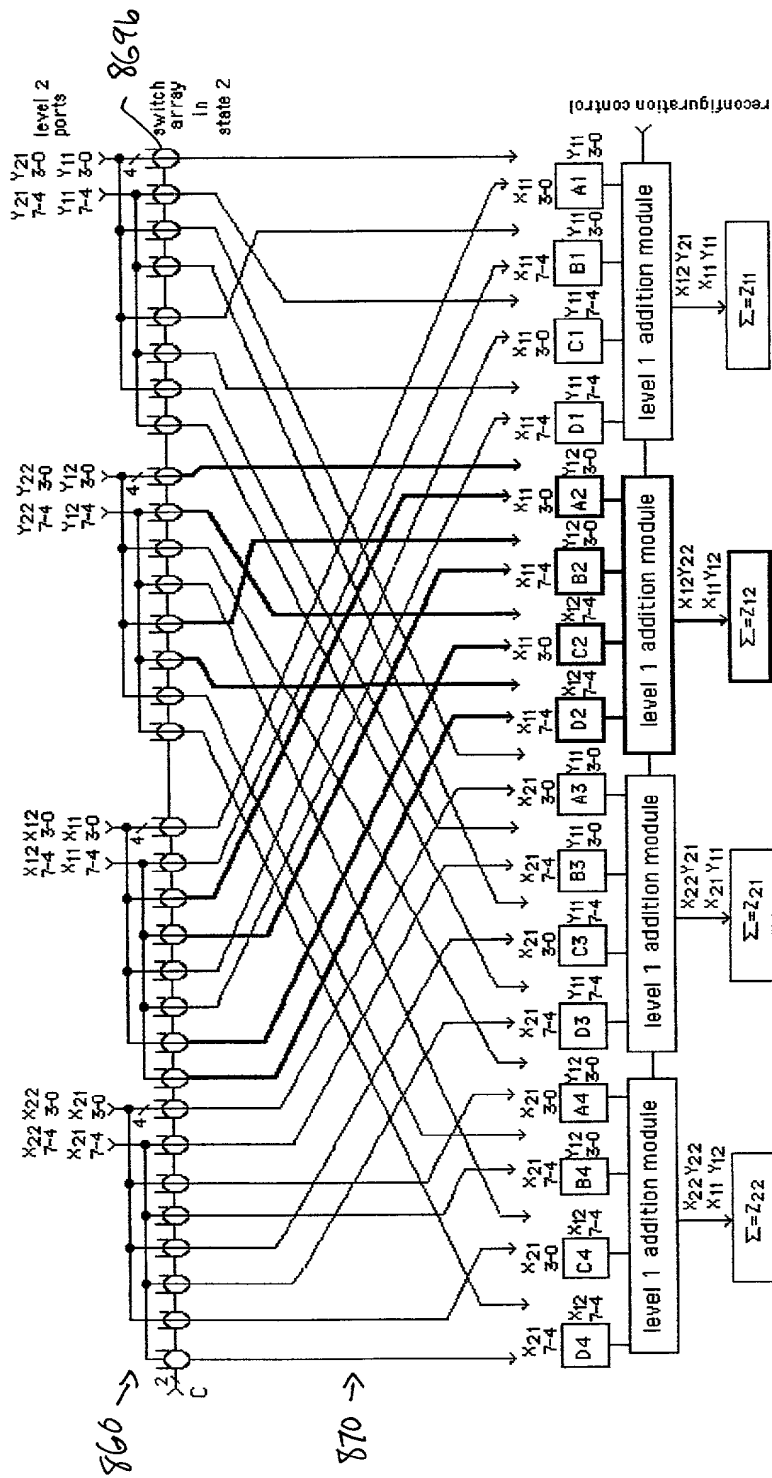 level 2
ports
switch
array
in
state 2
869b
860
870
Y21 Y21
7-4 3-0
Y11 Y11
7-4 3-0
4
Y22 Y22
7-4 3-0
Y12 Y12
7-4 3-0
4
X12 X12
7-4 3-0
X11 X11
7-4 3-0
4
X22 X22
7-4 3-0
X21 X21
7-4 3-0
4
2
C
X21 7-4 X12 7-4
D4
X21 3-0 X12 7-4
C4
X21 7-4 Y12 3-0
B4
X21 3-0 Y12 3-0
A4
X21 7-4 Y11 7-4
D3
X21 3-0 Y11 7-4
C3
X21 7-4 Y11 3-0
B3
X21 3-0 Y11 3-0
A3
X11 7-4 X12 7-4
D2
X11 3-0 X12 7-4
C2
X11 7-4 Y12 3-0
B2
X11 3-0 Y12 3-0
A2
X11 7-4 Y11 7-4
D1
X11 3-0 Y11 7-4
C1
X11 7-4 Y11 3-0
B1
X11 3-0 Y11 3-0
A1
level 1 addition module
level 1 addition module
level 1 addition module
level 1 addition module
reconfiguration control
X22 Y22
X11 Y12
Σ=Z22
X22 Y21
X21 Y11
Σ=Z21
X12Y22
X11Y12
Σ=Z12
X12 Y21
X11 Y11
Σ=Z11